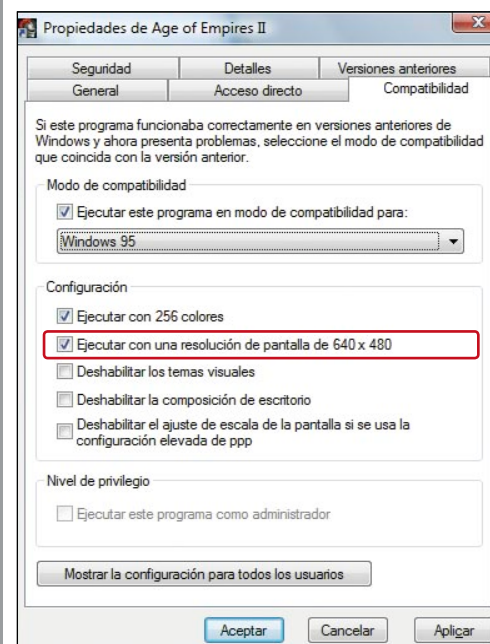 Propiedades de Age of Empires II
Seguridad Detalles Versiones anteriores
General Acceso directo Compatibilidad
Si este programa funcionaba correctamente en versiones anteriores de
Windows y ahora presenta problemas, seleccione el modo de compatibilidad
que coincida con la versión anterior.
Modo de compatibilidad
Ejecutar este programa en modo de compatibilidad para:
Windows 95
Configuración
Ejecutar con 256 colores
Ejecutar con una resolución de pantalla de 640 x 480
Deshabilitar los temas visuales
Deshabilitar la composición de escritorio
Deshabilitar el ajuste de escala de la pantalla si se usa la
configuración elevada de ppp
Nivel de privilegio
Ejecutar este programa como administrador
Mostrar la configuración para todos los usuarios
Aceptar Cancelar Aplicar